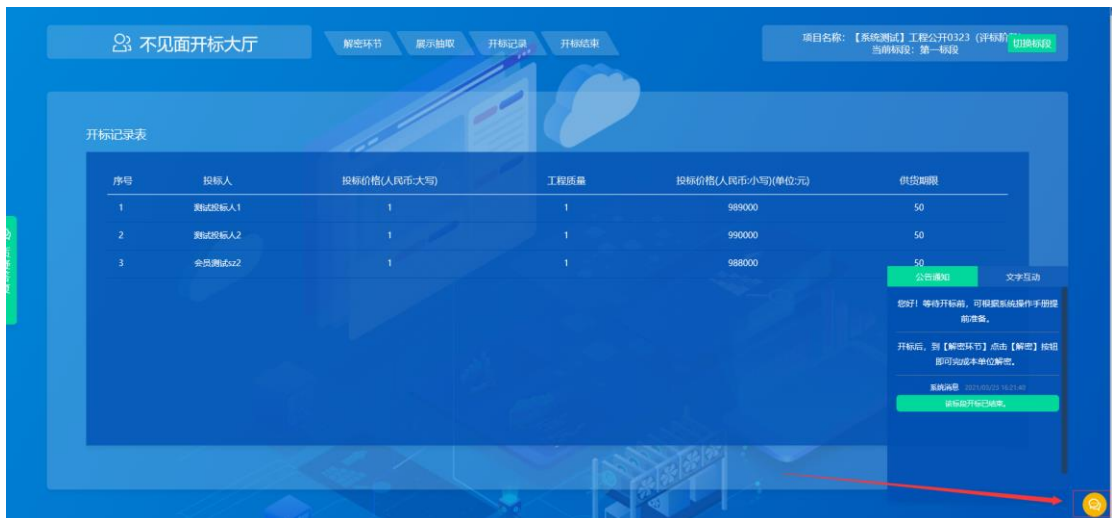 不见面开标大厅
解密环节 展示抽取 开标记录 开标结束
项目名称：【系统测试】工程公开0323（评标阶
当前标段：第一标段
切换标段
开标记录表
序号 投标人 投标价格(人民币:大写) 工程质量 投标价格(人民币:小写)(单位:元) 供货期限
1 测试投标人1 1 1 989000 50
2 测试投标人2 1 1 990000 50
3 会员测试sz2 1 1 988000 50
公告通知 文字互动
您好！等待开标前，可根据系统操作手册提
前准备。
开标后，到【解密环节】点击【解密】按钮
即可完成本单位解密。
系统消息 2021/03/23 16:21:40
该标段开标已结束。